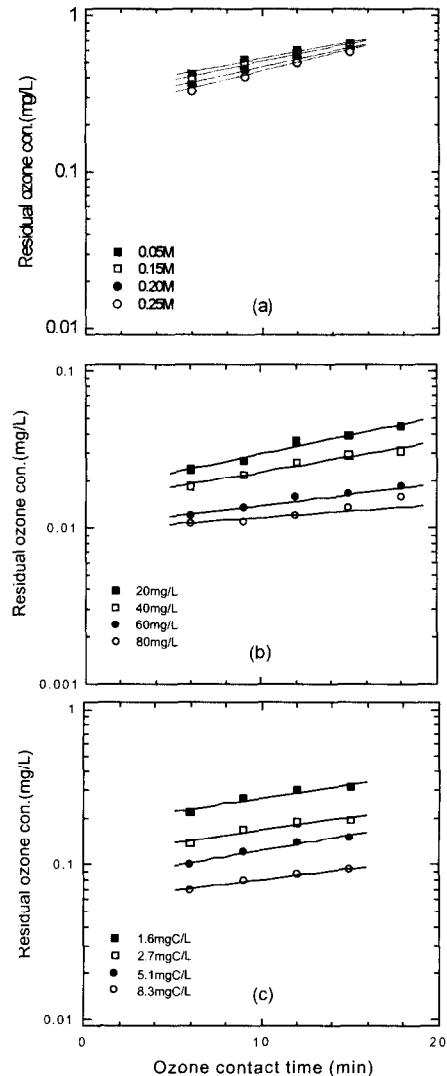 1
Residual ozone con.(mg/L)
0.1
0.05M
0.15M
0.20M
0.25M
(a)
0.01
0.1
Residual ozone con.(mg/L)
0.01
20mg/L
40mg/L
60mg/L
80mg/L
(b)
0.001
1
Residual ozone con.(mg/L)
0.1
1.6mgC/L
2.7mgC/L
5.1mgC/L
8.3mgC/L
(c)
0.01
0 10 20
Ozone contact time (min)